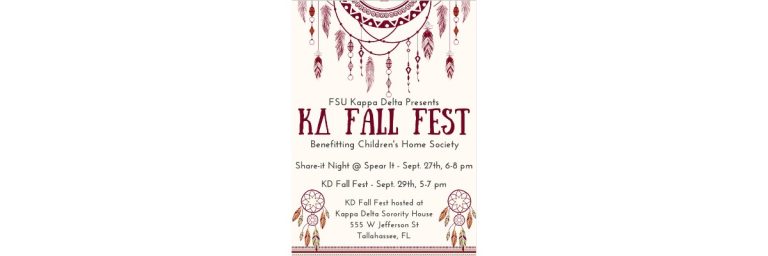 FSU Kappa Delta Presents
KΔ FALL FEST
Benefitting Children's Home Society
Share-it Night @ Spear It - Sept. 27th, 6-8 pm
KD Fall Fest - Sept. 29th, 5-7 pm
KD Fall Fest hosted at
Kappa Delta Sorority House
555 W Jefferson St
Tallahassee, FL